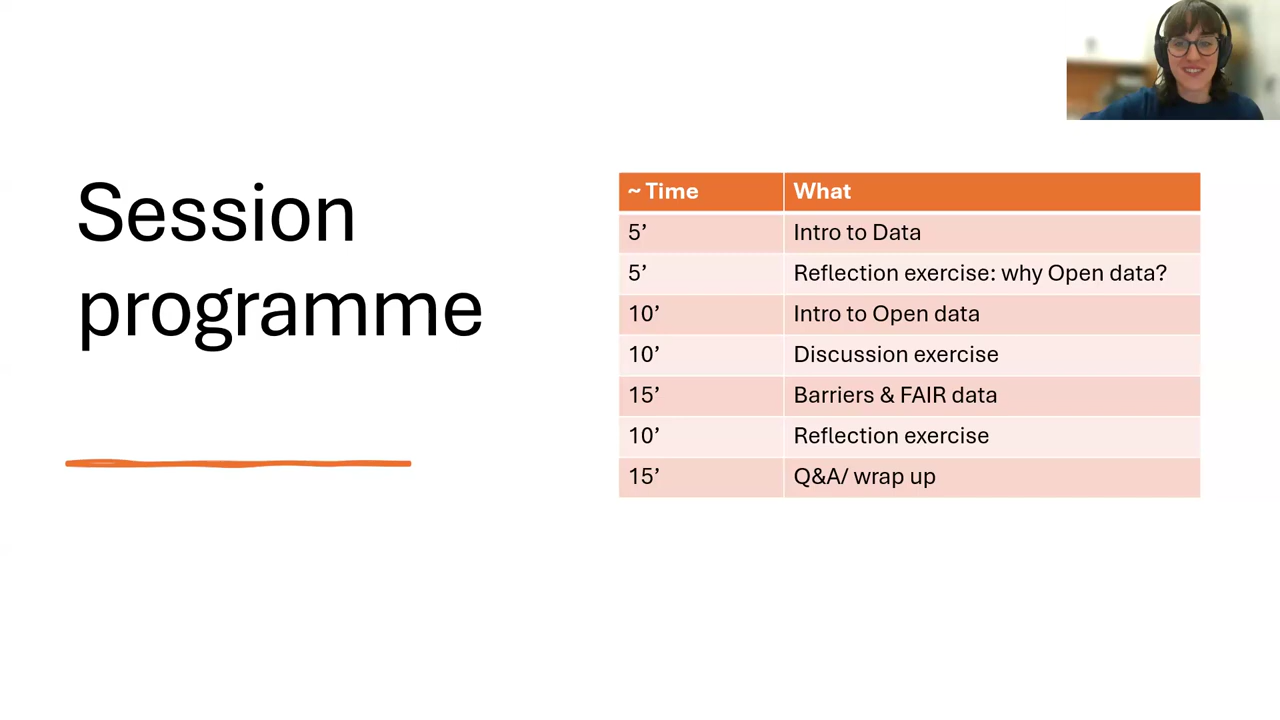 Session
programme
~ Time What
5’ Intro to Data
5’ Reflection exercise: why Open data?
10’ Intro to Open data
10’ Discussion exercise
15’ Barriers & FAIR data
10’ Reflection exercise
15’ Q&A/ wrap up